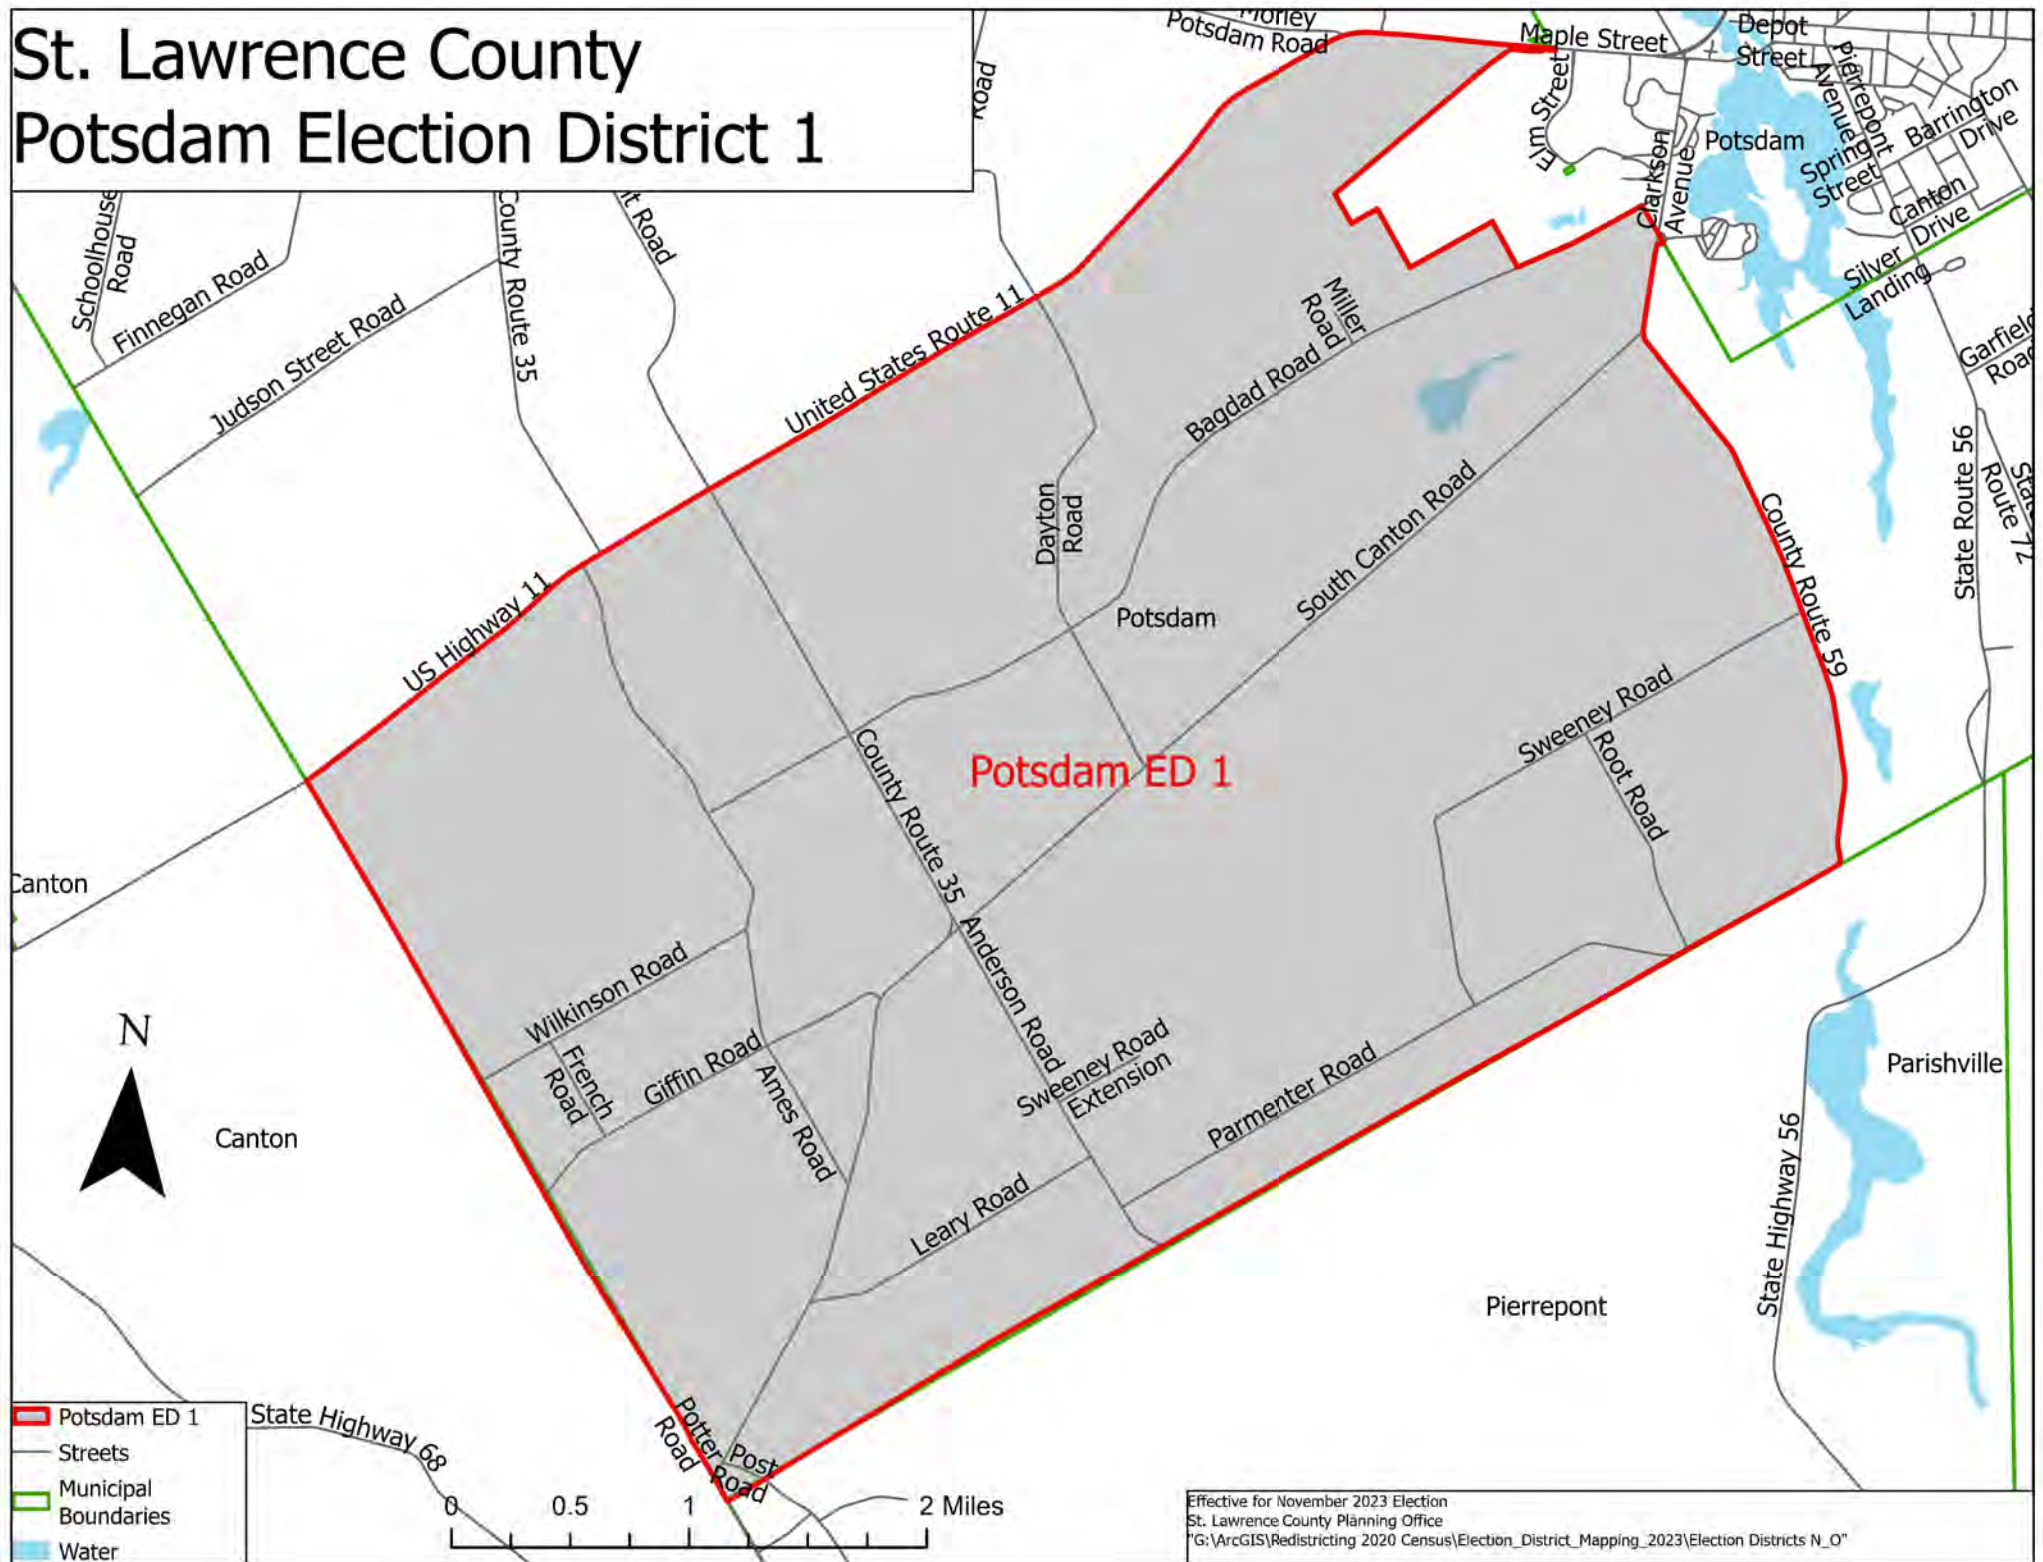 St. Lawrence County
Potsdam Election District 1
Morley
Potsdam Road
Road
Maple Street
Depot
Street
Pierrepont
Avenue
Barrington
Drive
Elm Street
Clarkson
Avenue
Potsdam
Spring
Street
Canton
Drive
Silver
Landing
Garfield
Road
Schoolhouse
Road
Finnegan Road
Judson Street Road
County Route 35
Road
United States Route 11
Miller
Road
Bagdad Road
US Highway 11
Dayton
Road
South Canton Road
County Route 59
State Route 56
State
Route 72
Potsdam
Potsdam ED 1
Sweeney Road
Root Road
County Route 35
Canton
Anderson Road
Wilkinson Road
French
Road
Giffin Road
Ames Road
Sweeney Road
Extension
Parmenter Road
Leary Road
Parishville
State Highway 56
Pierrepont
N
Canton
State Highway 68
Potter
Road
Post
Road
Potsdam ED 1
Streets
Municipal
Boundaries
Water
0 0.5 1 2 Miles
Effective for November 2023 Election
St. Lawrence County Planning Office
"G:\ArcGIS\Redistricting 2020 Census\Election_District_Mapping_2023\Election Districts N_O"